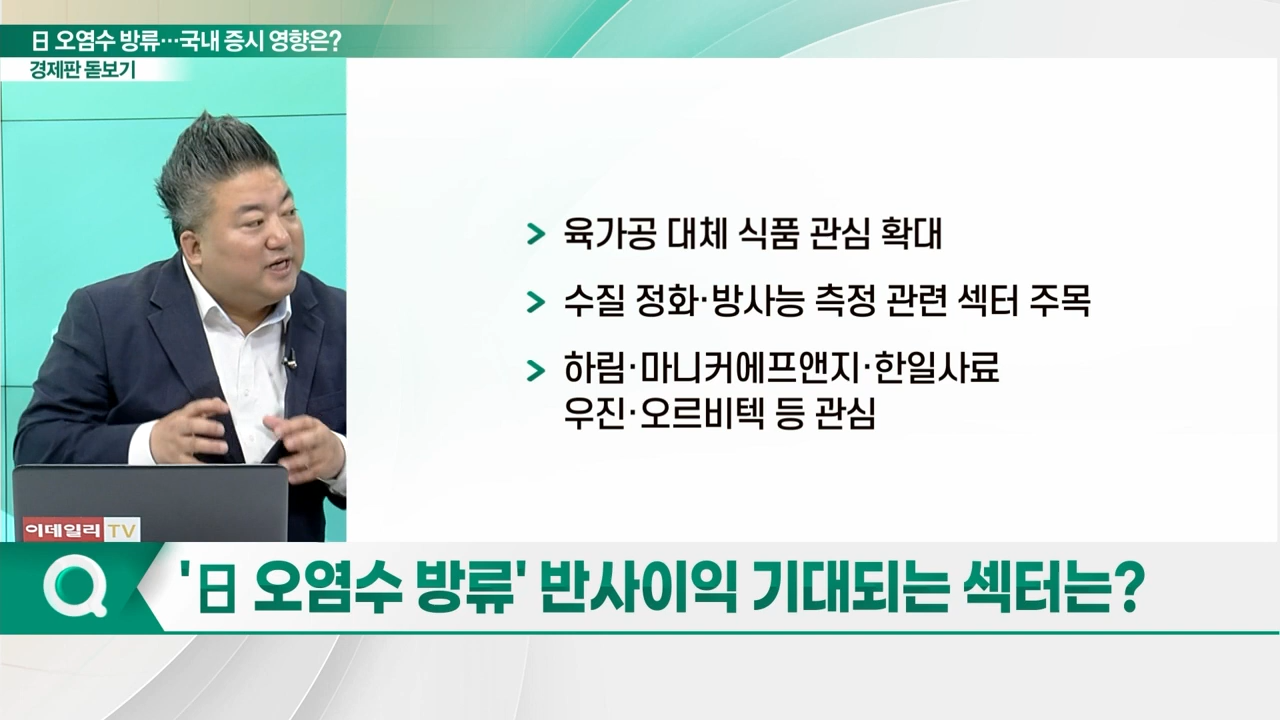 日 오염수 방류…국내 증시 영향은?
경제판 돋보기
> 육가공 대체 식품 관심 확대
> 수질 정화·방사능 측정 관련 섹터 주목
> 하림·마니커에프앤지·한일사료
우진·오르비텍 등 관심
이데일리 TV
'日 오염수 방류' 반사이익 기대되는 섹터는?